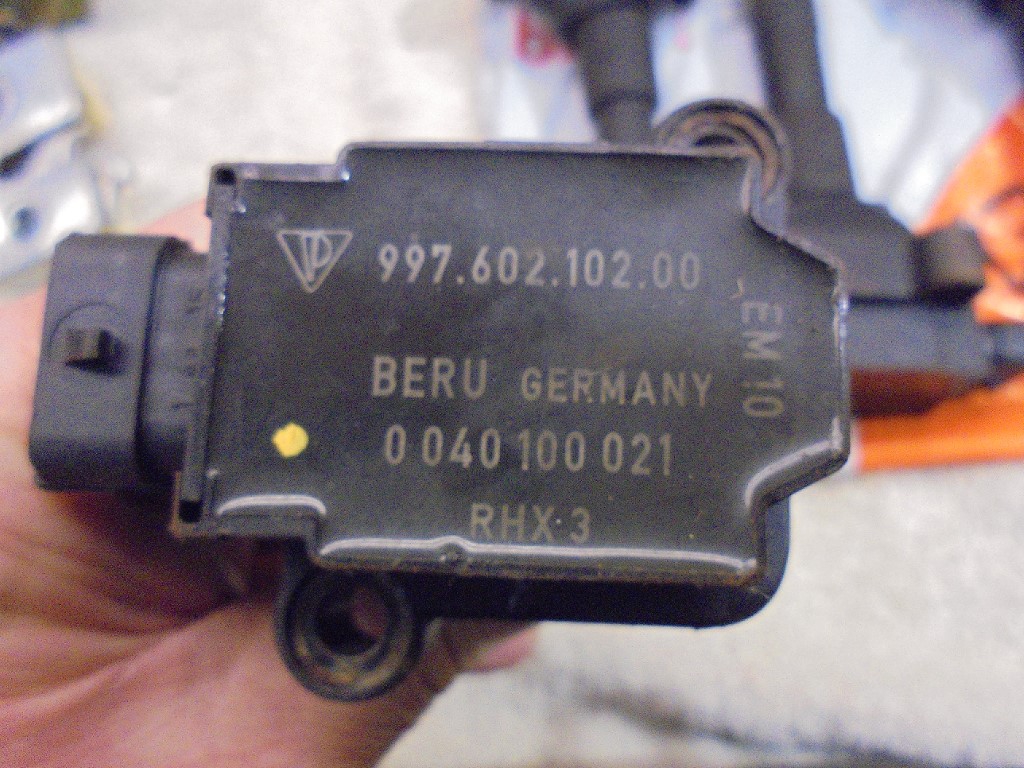 997.602.102.00
EM 10
BERU GERMANY
0 040 100 021
RHX 3